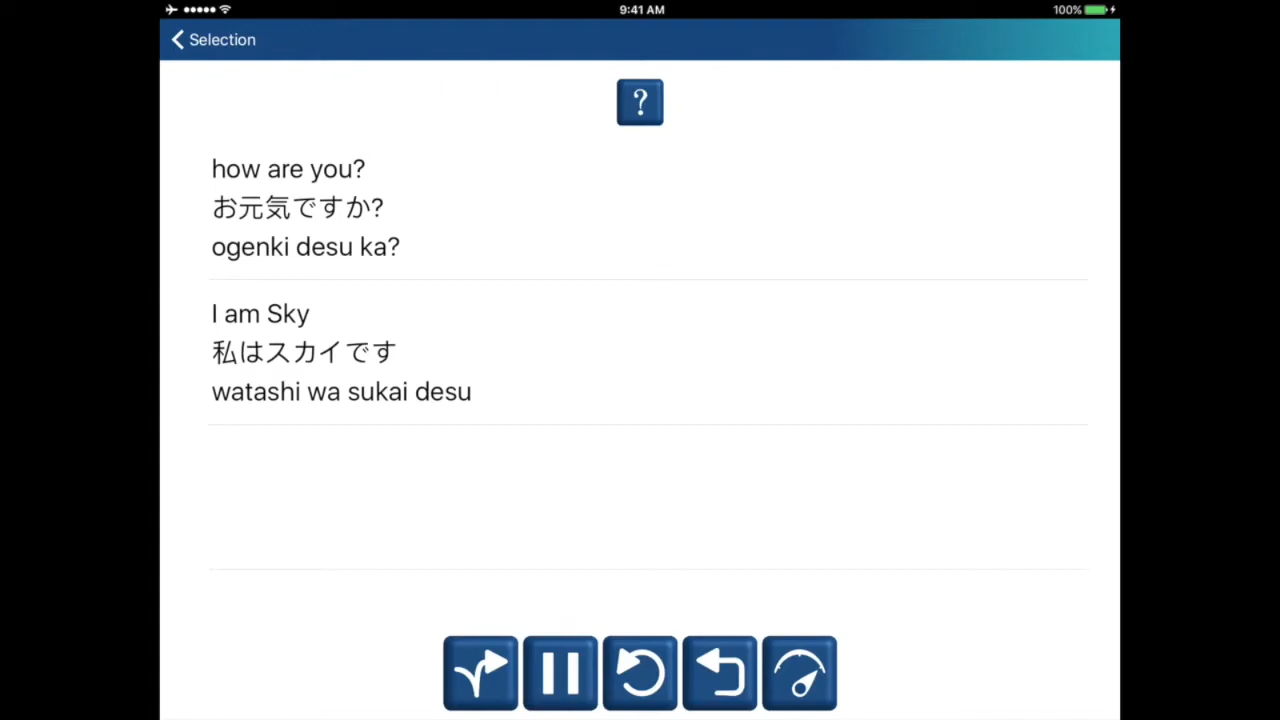 9:41 AM
100%
Selection
?
how are you?
お元気ですか?
ogenki desu ka?
I am Sky
私はスカイです
watashi wa sukai desu